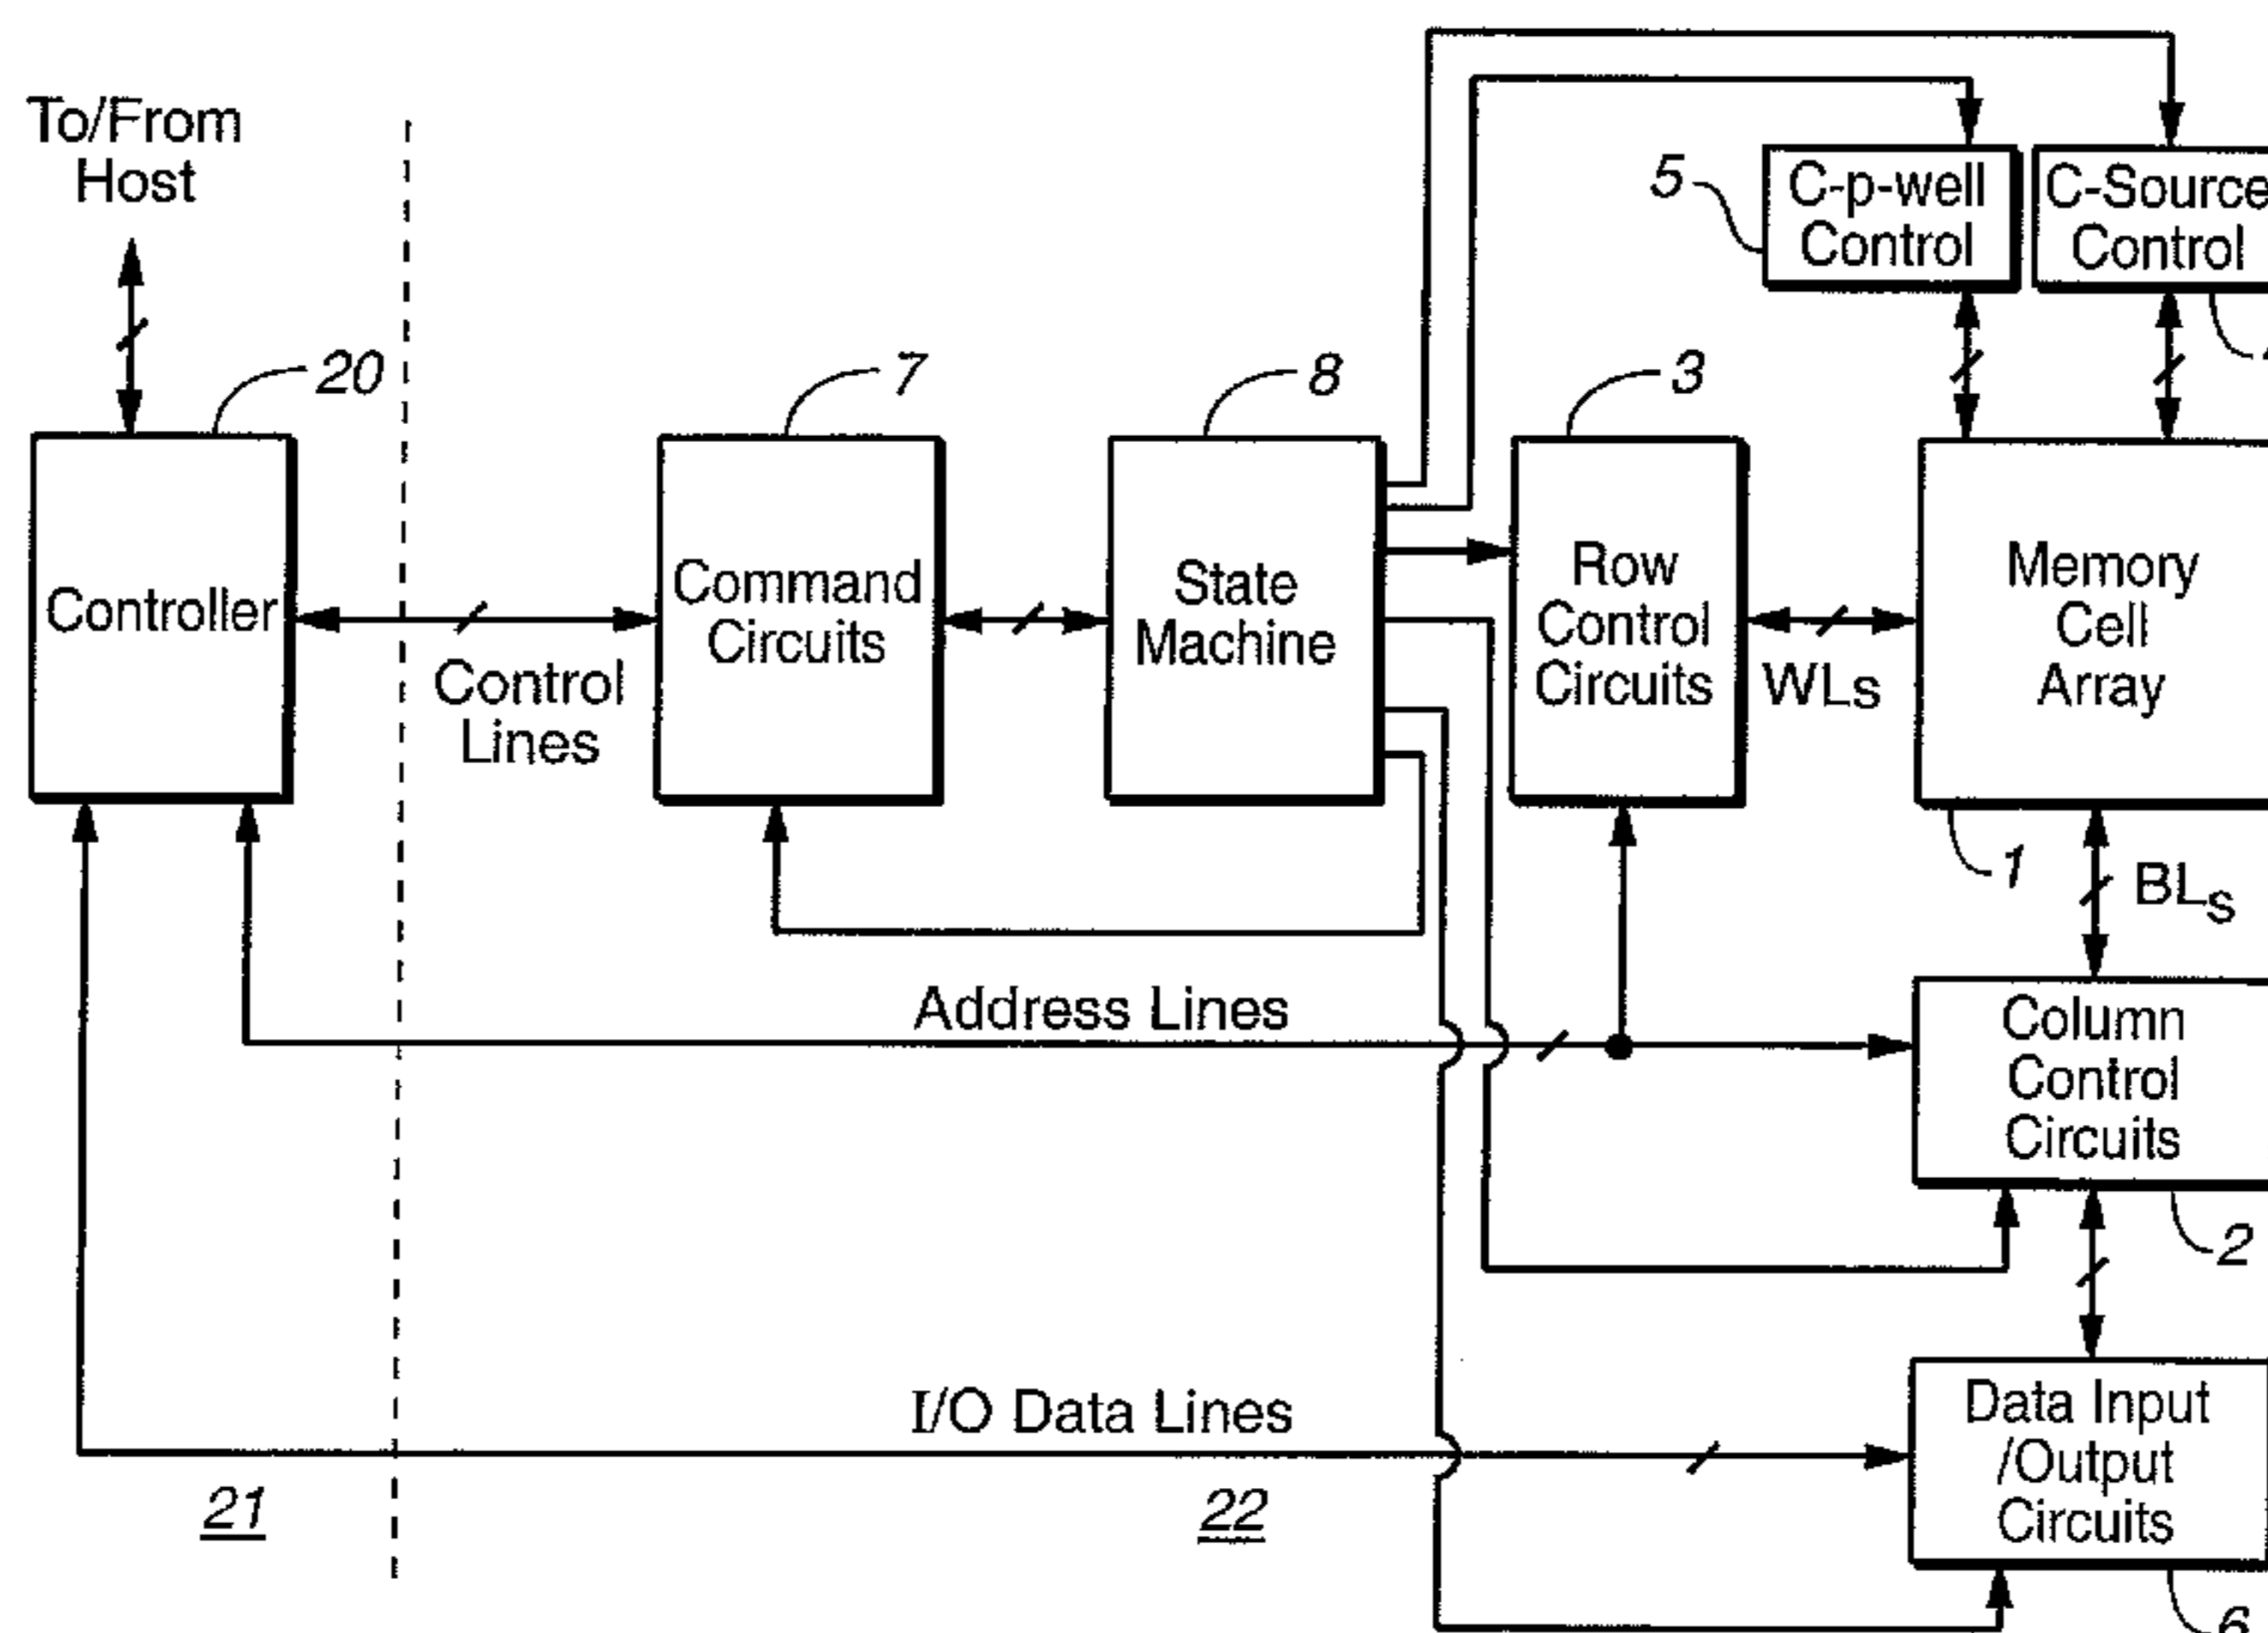 To/From
Host
5
C-p-well
Control
C-Source
Control
20
7
8
3
Controller
Control
Lines
Command
Circuits
State
Machine
Row
Control
Circuits
WLs
Memory
Cell
Array
1
BLs
Address Lines
Column
Control
Circuits
2
I/O Data Lines
Data Input
/Output
Circuits
21
22
6